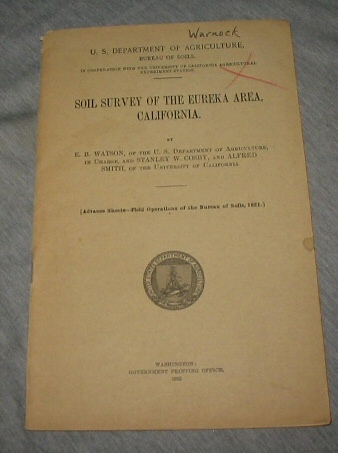 Warnock
U. S. DEPARTMENT OF AGRICULTURE,
BUREAU OF SOILS.
IN COOPERATION WITH THE UNIVERSITY OF CALIFORNIA AGRICULTURAL
EXPERIMENT STATION.
SOIL SURVEY OF THE EUREKA AREA,
CALIFORNIA.
BY
E. B. WATSON, OF THE U. S. DEPARTMENT OF AGRICULTURE,
IN CHARGE, AND STANLEY W. COSBY, AND ALFRED
SMITH, OF THE UNIVERSITY OF CALIFORNIA
[Advance Sheets—Field Operations of the Bureau of Soils, 1921.]
WASHINGTON:
GOVERNMENT PRINTING OFFICE,